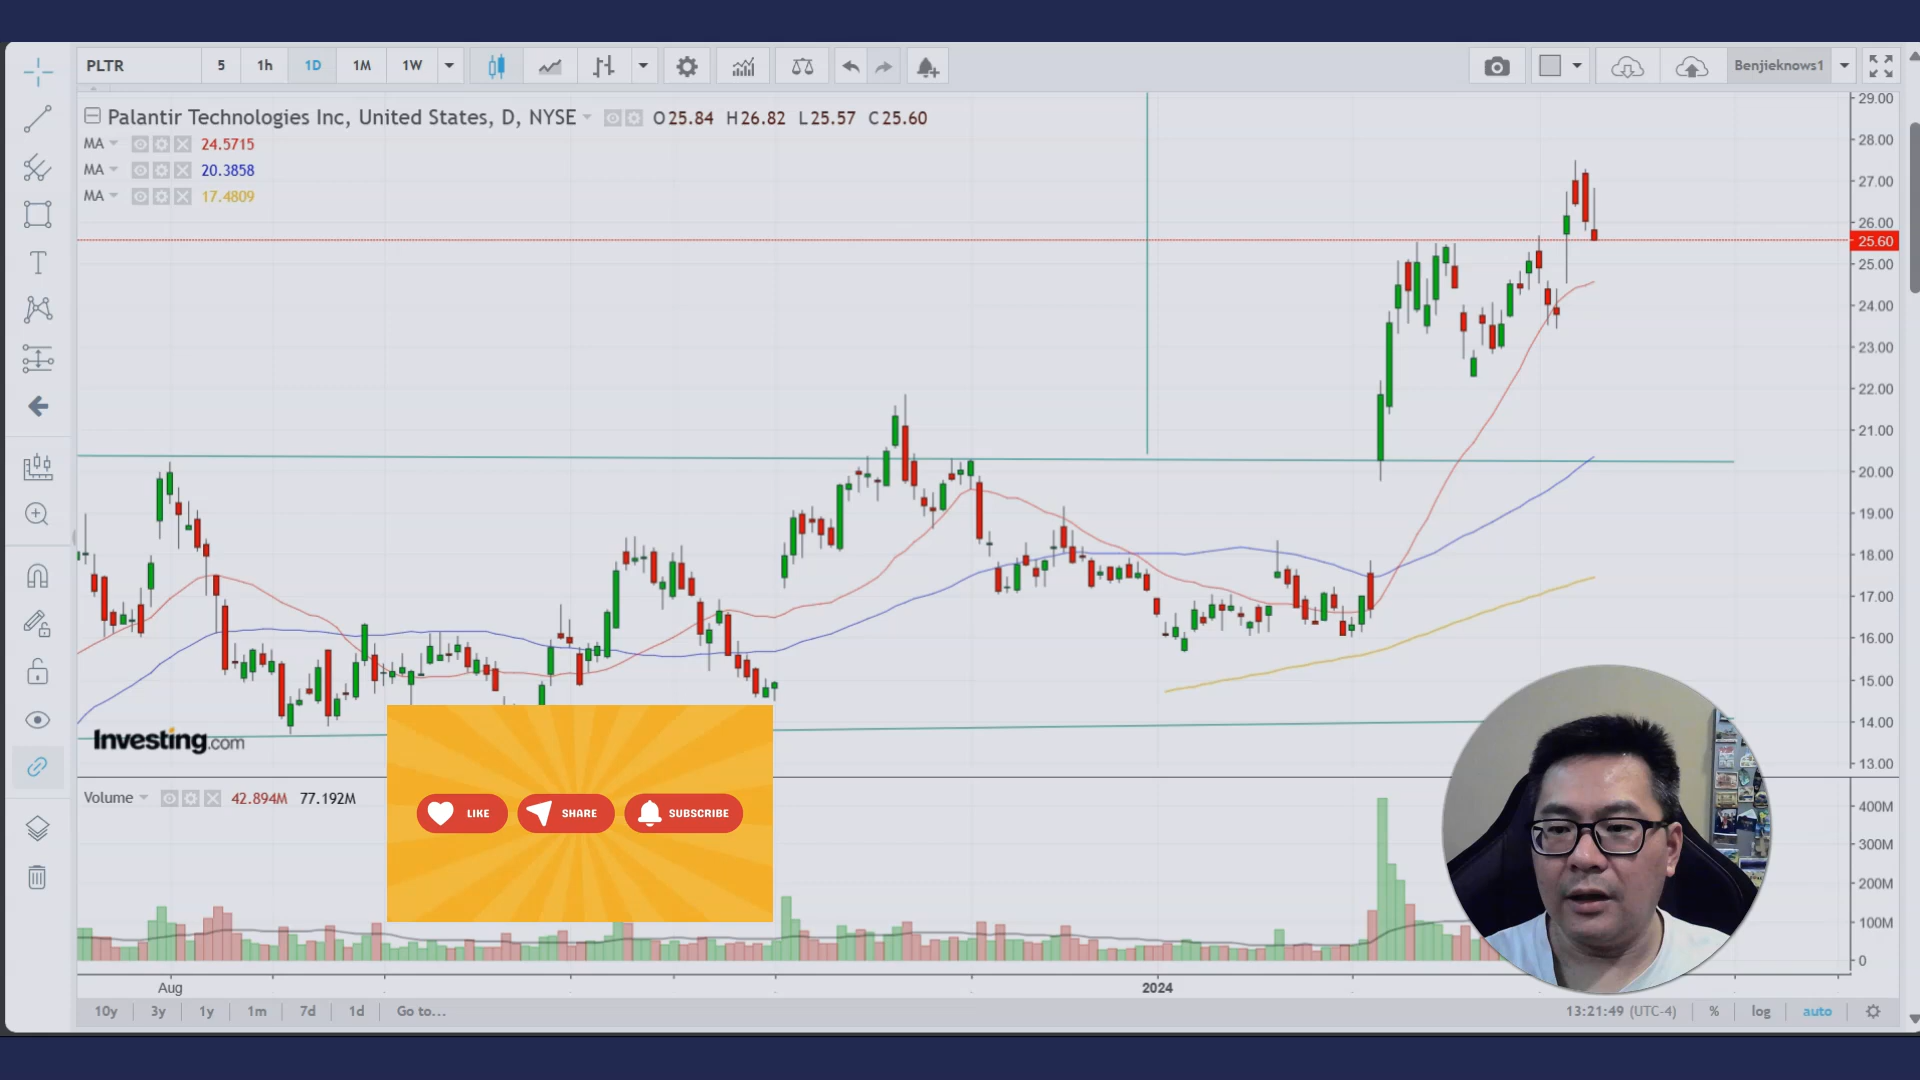 PLTR 5 1h 1D 1M 1W Benjieknows1
Palantir Technologies Inc, United States, D, NYSE O25.84 H26.82 L25.57 C25.60
MA 24.5715
MA 20.3858
MA 17.4809
29.00
28.00
27.00
26.00
25.60
25.00
24.00
23.00
22.00
21.00
20.00
19.00
18.00
17.00
16.00
15.00
14.00
13.00
Investing.com
Volume 42.894M 77.192M
LIKE SHARE SUBSCRIBE
400M
300M
200M
100M
0
Aug 2024
10y 3y 1y 1m 7d 1d Go to... 13:21:49 (UTC-4) % log auto